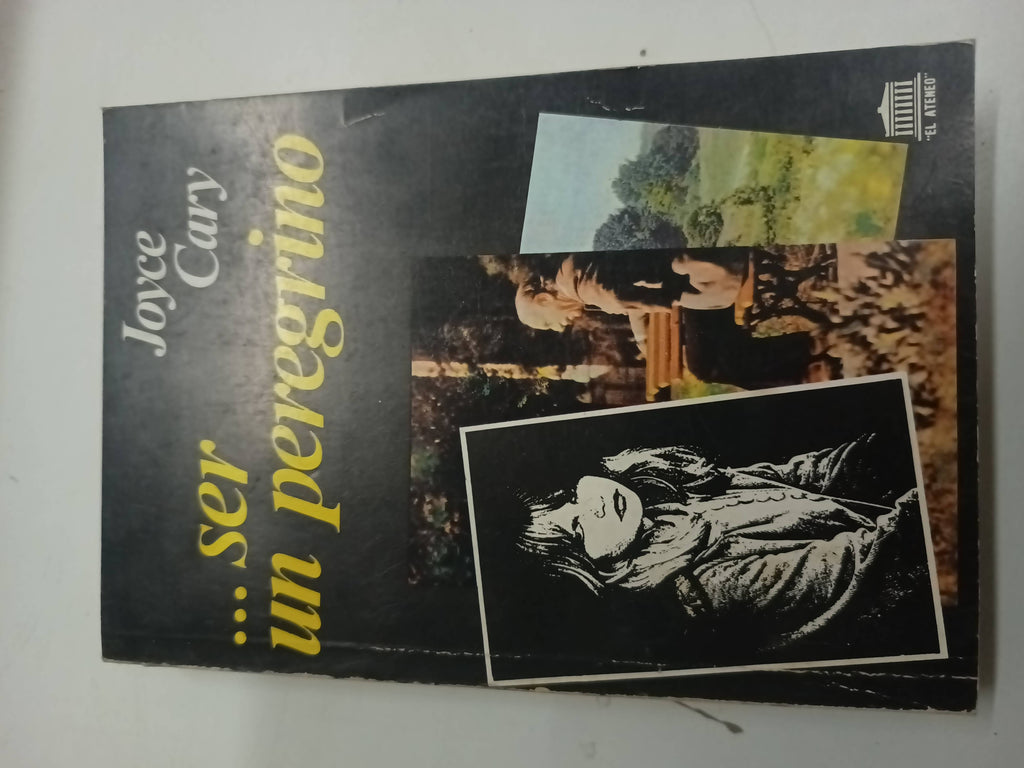 Joyce
Cary
... ser
un peregrino
"EL ATENEO"